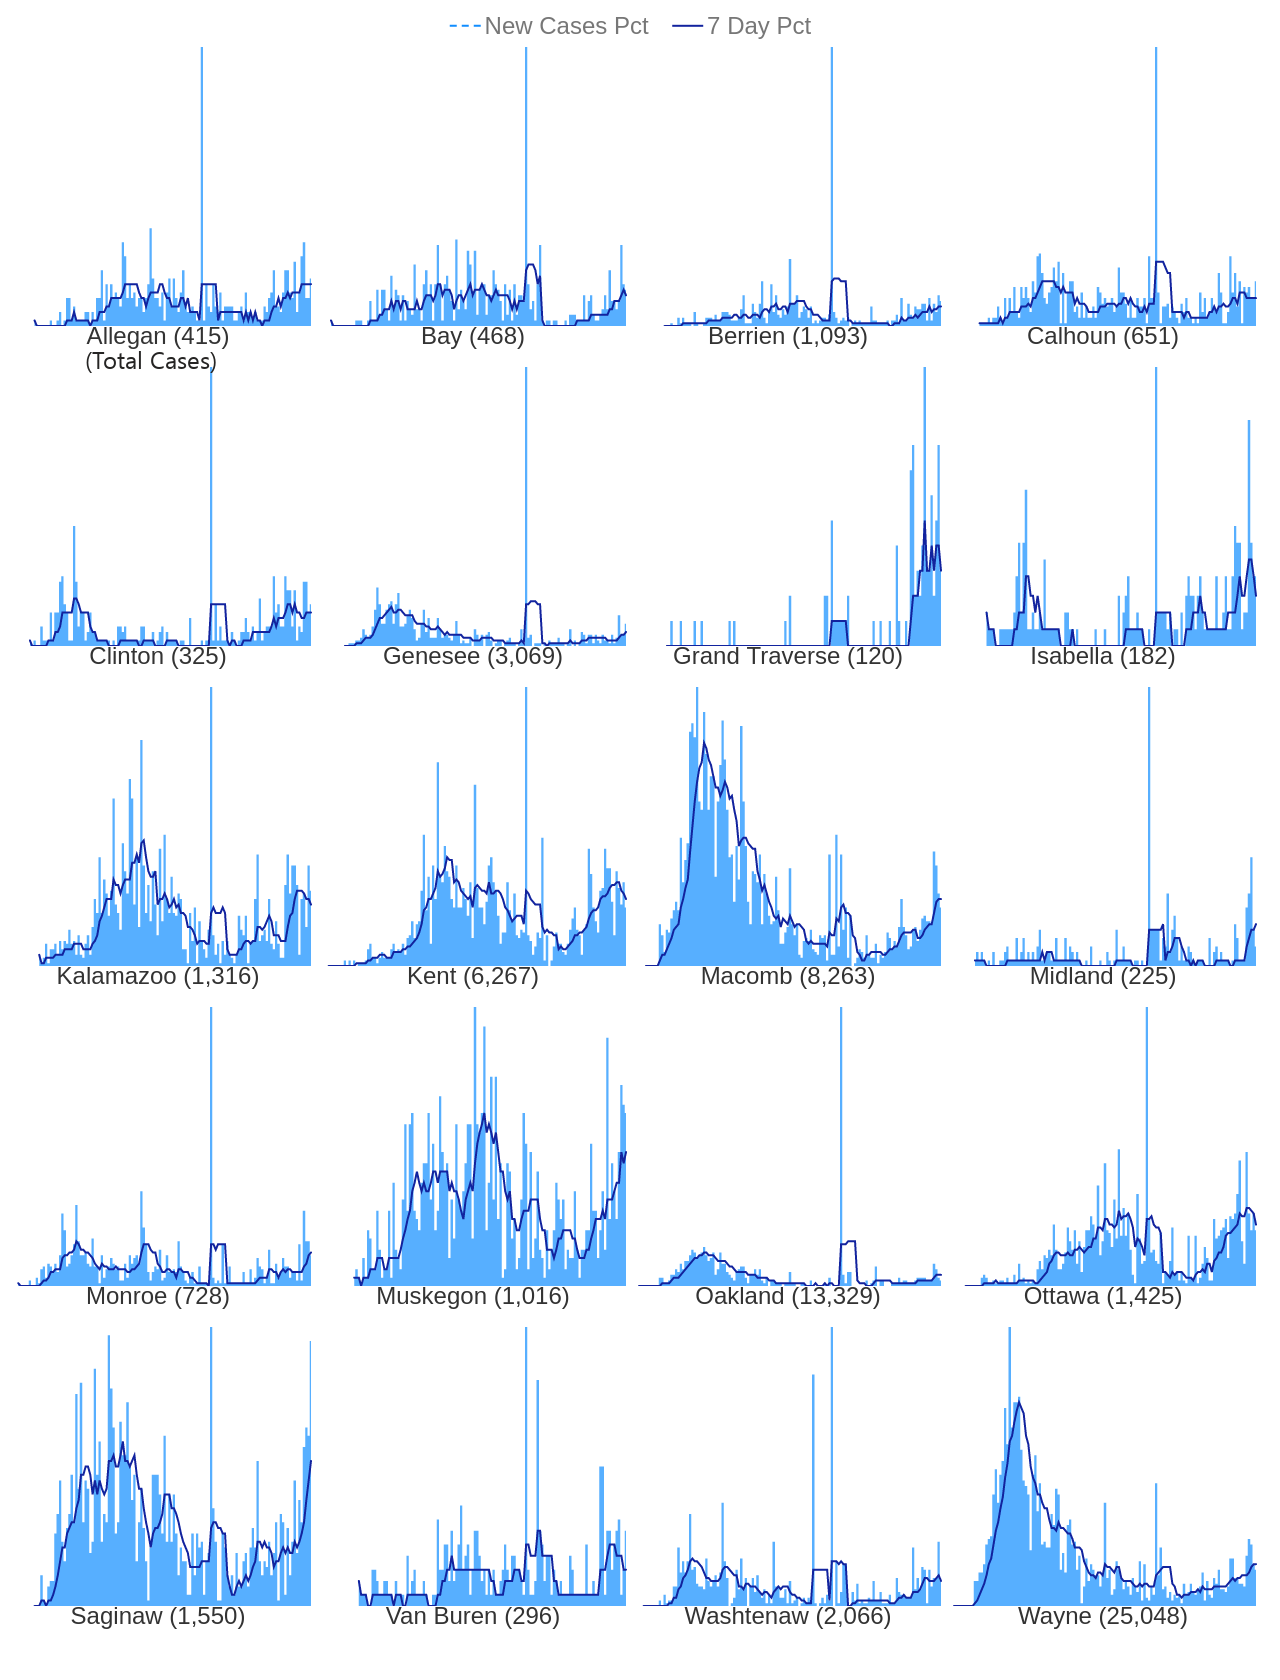 New Cases Pct 7 Day Pct
Allegan (415) Bay (468) Berrien (1,093) Calhoun (651)
(Total Cases)
Clinton (325) Genesee (3,069) Grand Traverse (120) Isabella (182)
Kalamazoo (1,316) Kent (6,267) Macomb (8,263) Midland (225)
Monroe (728) Muskegon (1,016) Oakland (13,329) Ottawa (1,425)
Saginaw (1,550) Van Buren (296) Washtenaw (2,066) Wayne (25,048)